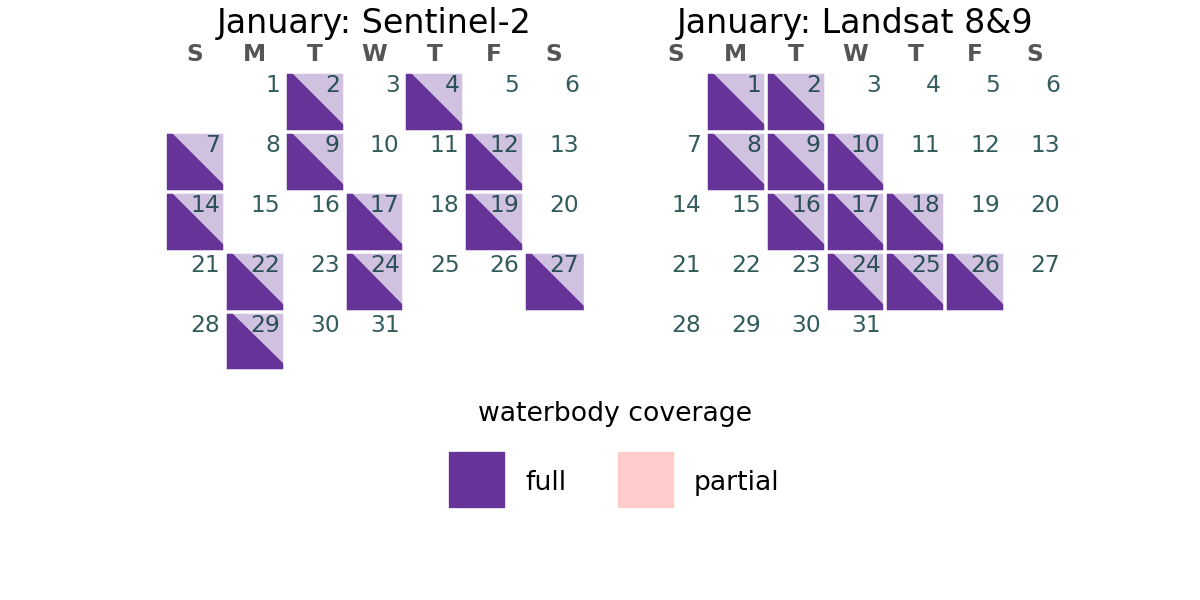 January: Sentinel-2
S M T W T F S
1 2 3 4 5 6
7 8 9 10 11 12 13
14 15 16 17 18 19 20
21 22 23 24 25 26 27
28 29 30 31
January: Landsat 8&9
S M T W T F S
1 2 3 4 5 6
7 8 9 10 11 12 13
14 15 16 17 18 19 20
21 22 23 24 25 26 27
28 29 30 31
waterbody coverage
full partial